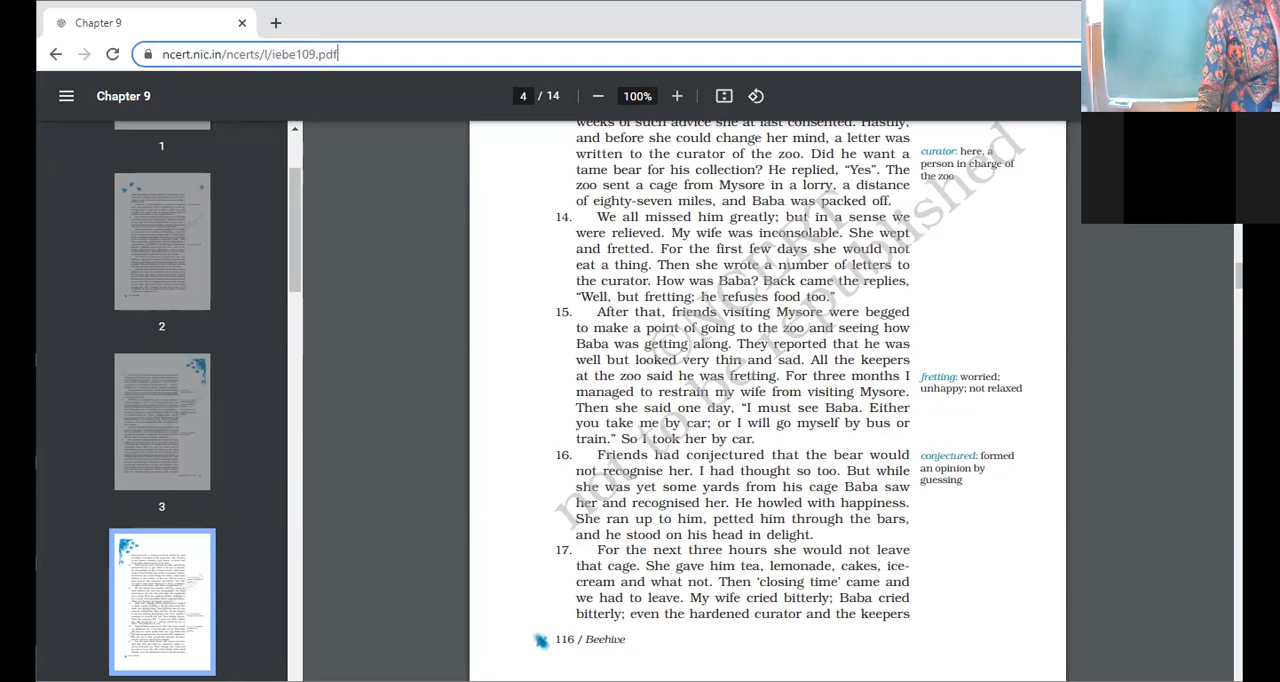 Chapter 9
ncert.nic.in/ncerts/l/iebe109.pdf
Chapter 9
4 / 14
100%
1
2
3
weeks of such advice she at last consented. Hastily,
and before she could change her mind, a letter was
written to the curator of the zoo. Did he want a
tame bear for his collection? He replied, “Yes”. The
zoo sent a cage from Mysore in a lorry, a distance
of eighty-seven miles, and Baba was packed off.
14. We all missed him greatly; but in a sense we
were relieved. My wife was inconsolable. She wept
and fretted. For the first few days she would not
eat a thing. Then she wrote a number of letters to
the curator. How was Baba? Back came the replies,
“Well, but fretting; he refuses food too.”
15. After that, friends visiting Mysore were begged
to make a point of going to the zoo and seeing how
Baba was getting along. They reported that he was
well but looked very thin and sad. All the keepers
at the zoo said he was fretting. For three months I
managed to restrain my wife from visiting Mysore.
Then she said one day, “I must see Baba. Either
you take me by car; or I will go myself by bus or
train.” So I took her by car.
16. Friends had conjectured that the bear would
not recognise her. I had thought so too. But while
she was yet some yards from his cage Baba saw
her and recognised her. He howled with happiness.
She ran up to him, petted him through the bars,
and he stood on his head in delight.
17. For the next three hours she would not leave
that cage. She gave him tea, lemonade, cakes, ice-
cream and what not. Then ‘closing time’ came and
we had to leave. My wife cried bitterly; Baba cried
bitterly; even the hardened curator and the keepers
curator: here, a
person in charge of
the zoo
fretting: worried;
unhappy; not relaxed
conjectured: formed
an opinion by
guessing
116 / Beehive
©NCERT
not to be republished